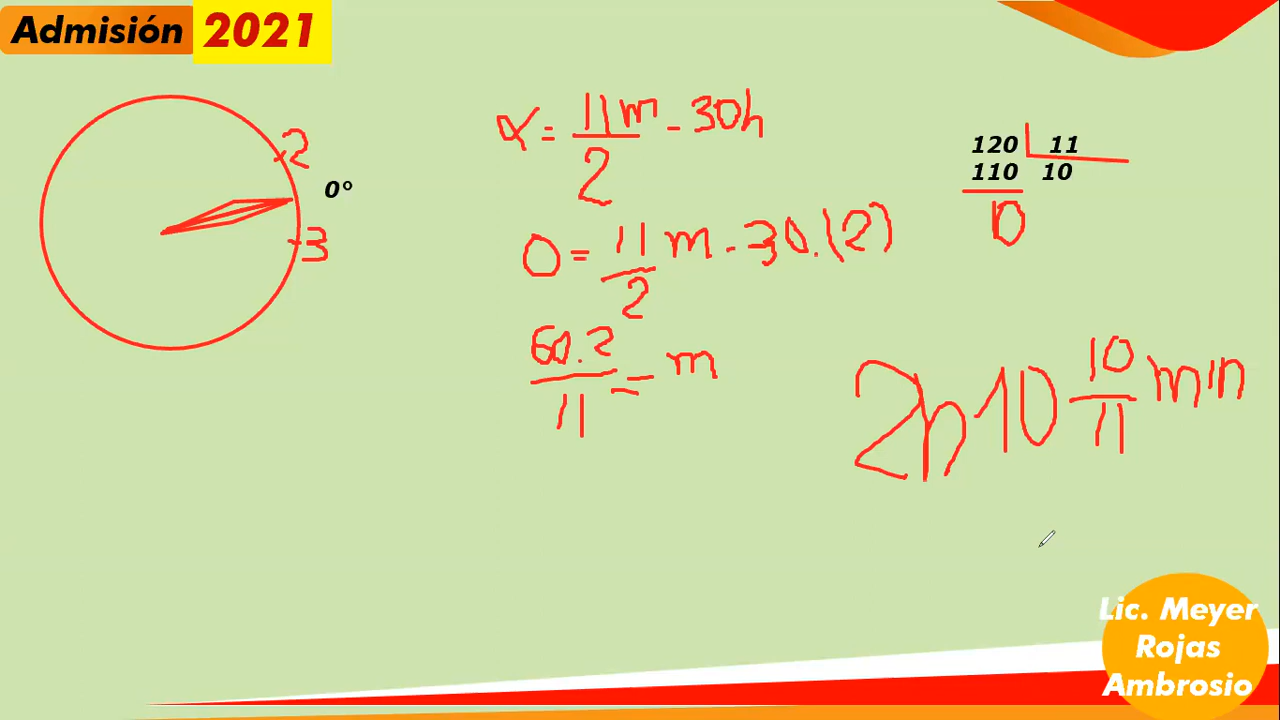 Admisión 2021
2
0°
3
α = 11m/2 - 30h
0 = 11/2 m - 30.(2)
60.2/11 = m
120 11
110 10
10
2h 10 10/11 min
Lic. Meyer
Rojas
Ambrosio